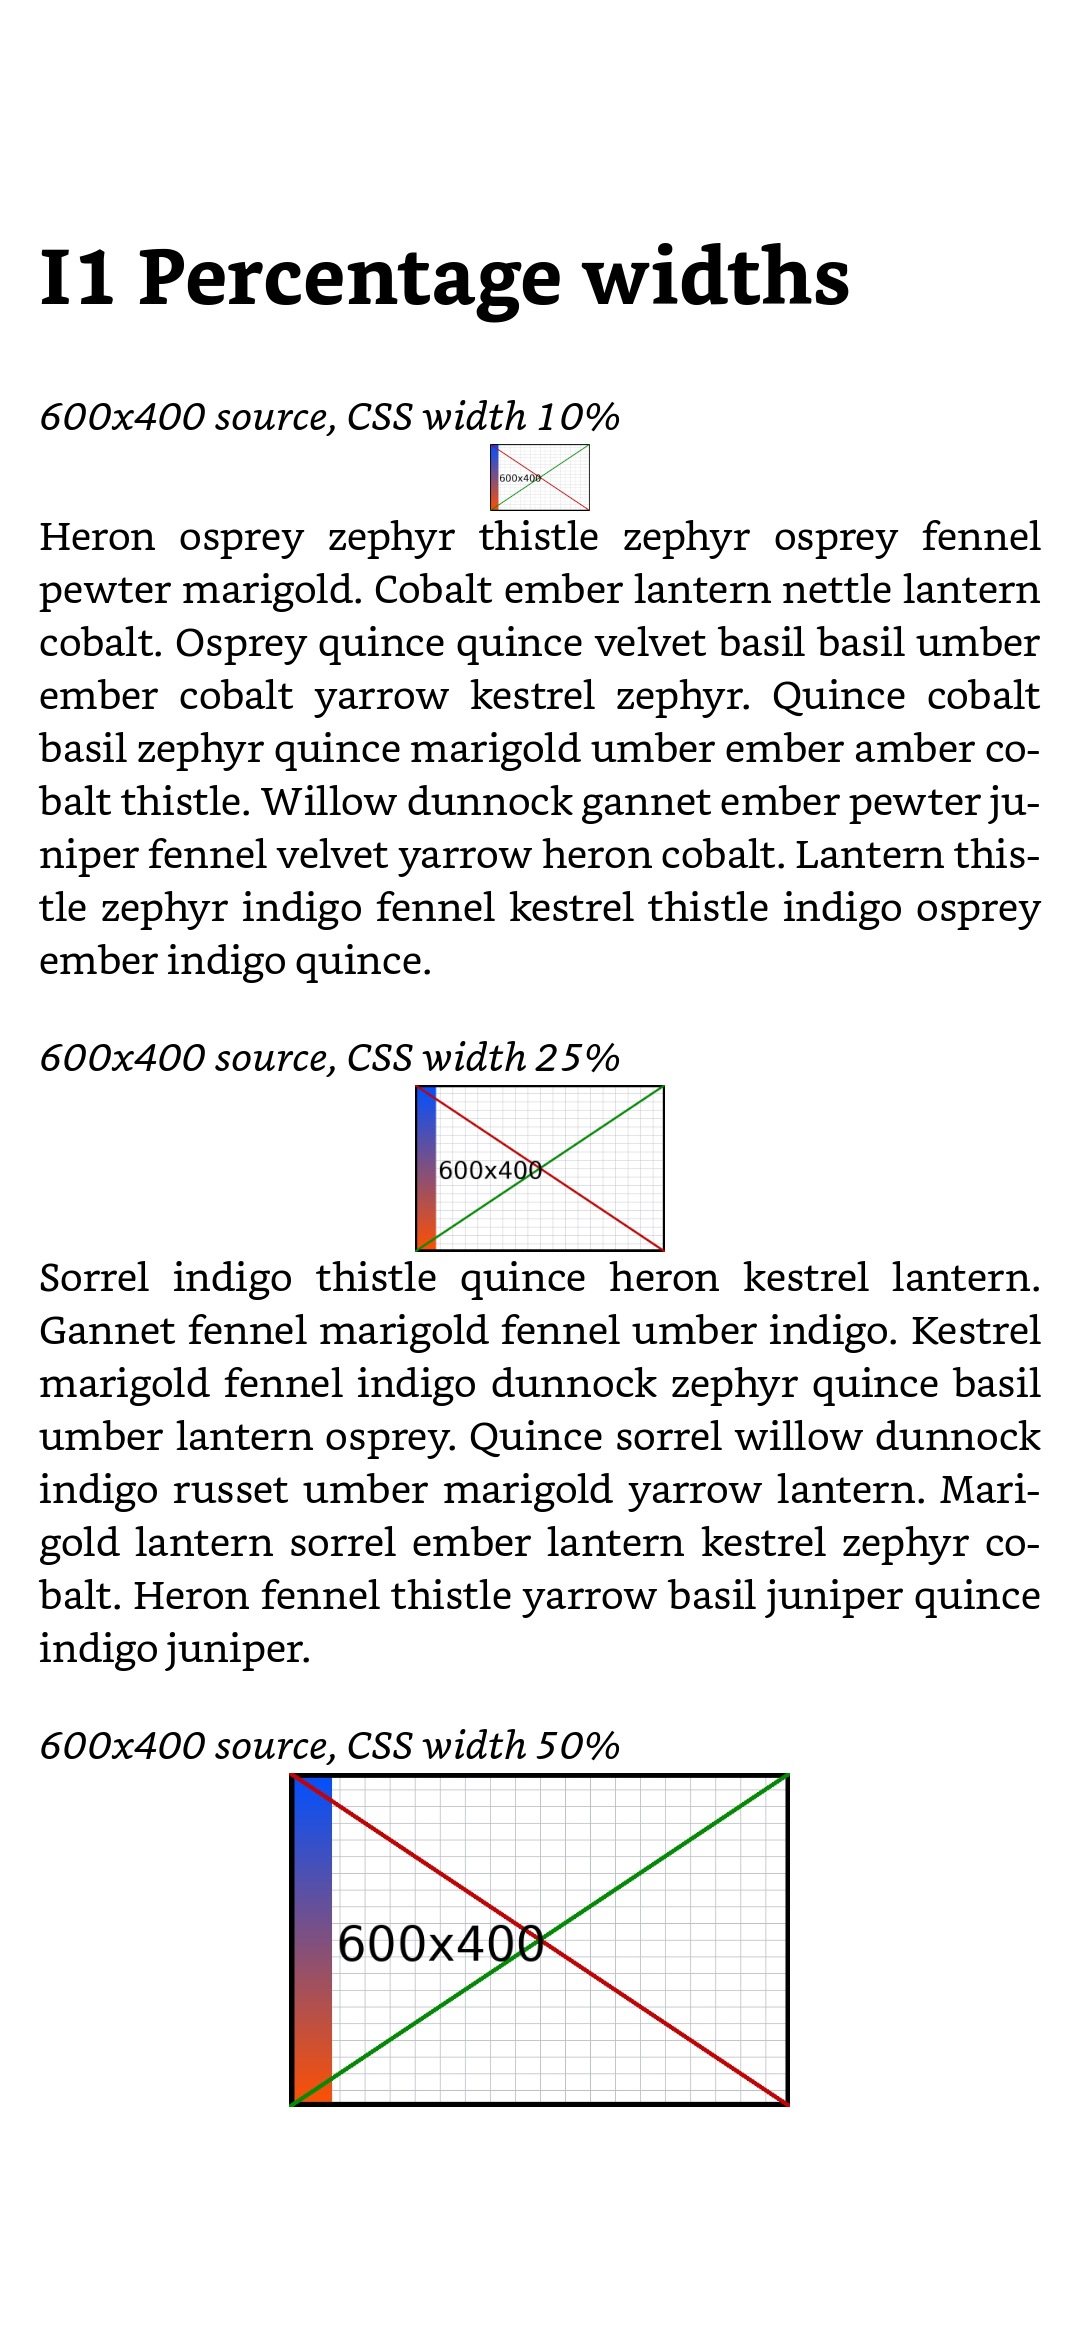 I1 Percentage widths
600x400 source, CSS width 10%
600x400
Heron osprey zephyr thistle zephyr osprey fennel
pewter marigold. Cobalt ember lantern nettle lantern
cobalt. Osprey quince quince velvet basil basil umber
ember cobalt yarrow kestrel zephyr. Quince cobalt
basil zephyr quince marigold umber ember amber co-
balt thistle. Willow dunnock gannet ember pewter ju-
niper fennel velvet yarrow heron cobalt. Lantern this-
tle zephyr indigo fennel kestrel thistle indigo osprey
ember indigo quince.
600x400 source, CSS width 25%
600x400
Sorrel indigo thistle quince heron kestrel lantern.
Gannet fennel marigold fennel umber indigo. Kestrel
marigold fennel indigo dunnock zephyr quince basil
umber lantern osprey. Quince sorrel willow dunnock
indigo russet umber marigold yarrow lantern. Mari-
gold lantern sorrel ember lantern kestrel zephyr co-
balt. Heron fennel thistle yarrow basil juniper quince
indigo juniper.
600x400 source, CSS width 50%
600x400